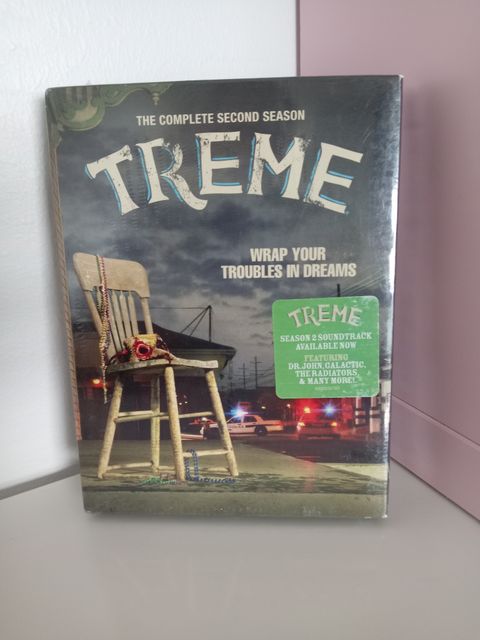 THE COMPLETE SECOND SEASON
TREME
WRAP YOUR
TROUBLES IN DREAMS
TREME
SEASON 2 SOUNDTRACK
AVAILABLE NOW
FEATURING
DR. JOHN, GALACTIC,
THE RADIATORS,
& MANY MORE!